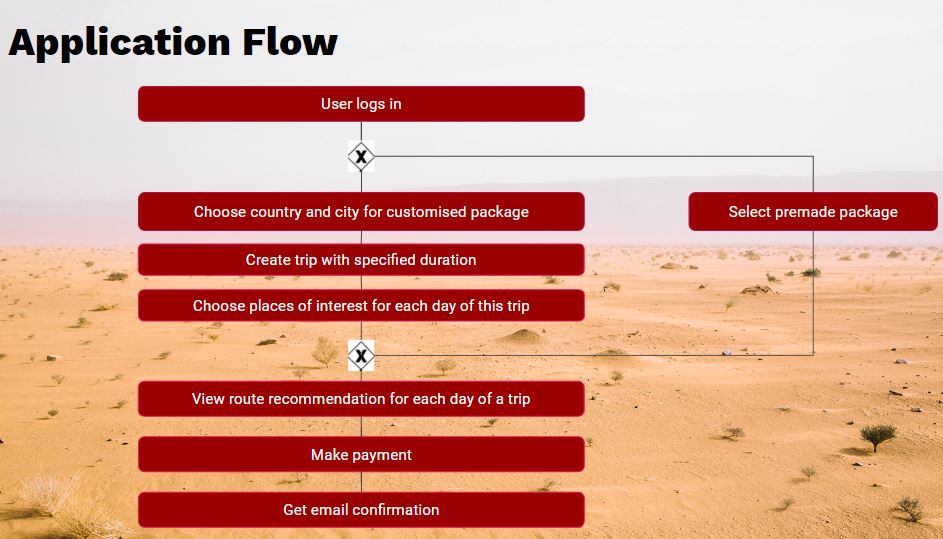 Application Flow
User logs in
X
Choose country and city for customised package
Select premade package
Create trip with specified duration
Choose places of interest for each day of this trip
X
View route recommendation for each day of a trip
Make payment
Get email confirmation